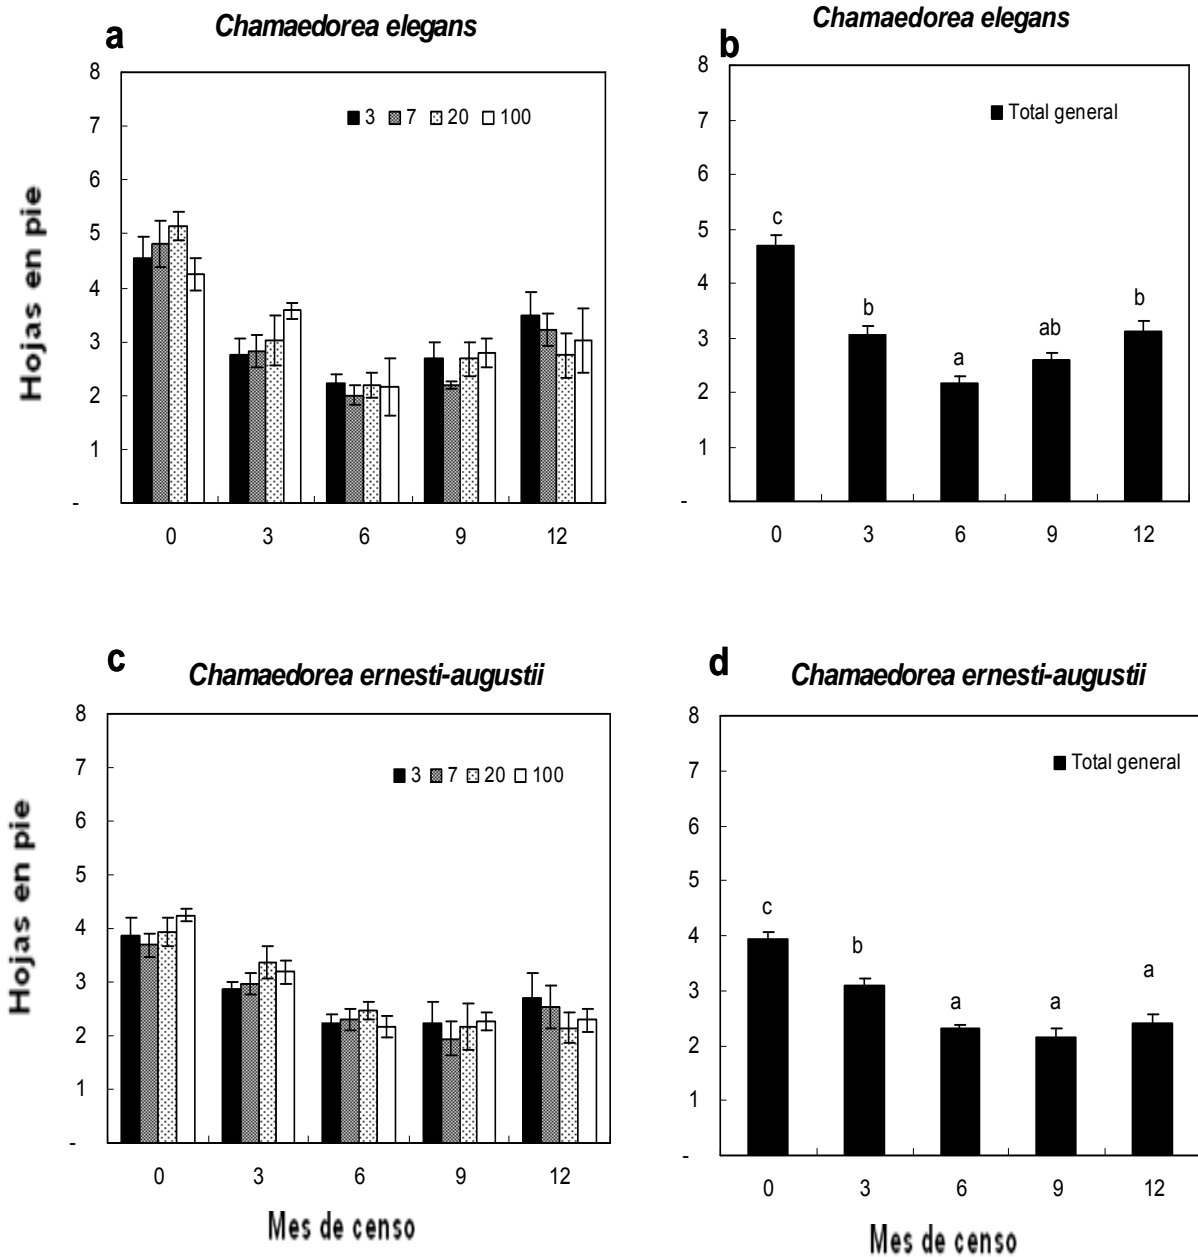 a
Chamaedorea elegans
Hojas en pie
8
7
6
5
4
3
2
1
-
3 7 20 100
0 3 6 9 12
b
Chamaedorea elegans
8
7
6
5
4
3
2
1
-
Total general
c
b
a
ab
b
0 3 6 9 12
c
Chamaedorea ernesti-augustii
Hojas en pie
8
7
6
5
4
3
2
1
-
3 7 20 100
0 3 6 9 12
Mes de censo
d
Chamaedorea ernesti-augustii
8
7
6
5
4
3
2
1
-
Total general
c
b
a
a
a
0 3 6 9 12
Mes de censo